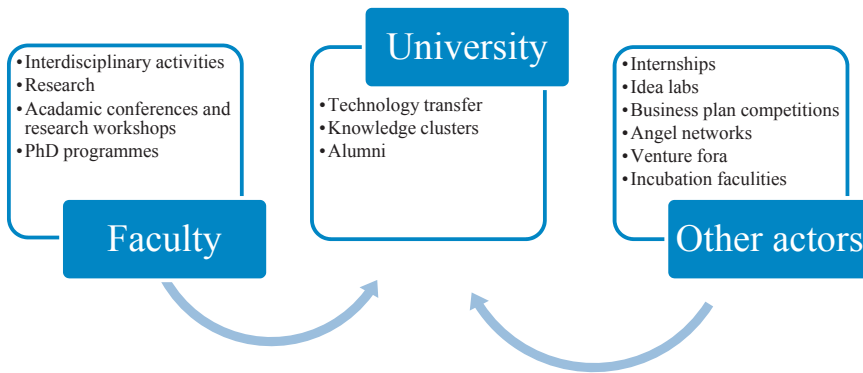 • Interdisciplinary activities
• Research
• Acadamic conferences and
research workshops
• PhD programmes
Faculty
University
• Technology transfer
• Knowledge clusters
• Alumni
• Internships
• Idea labs
• Business plan competitions
• Angel networks
• Venture fora
• Incubation faculities
Other actors